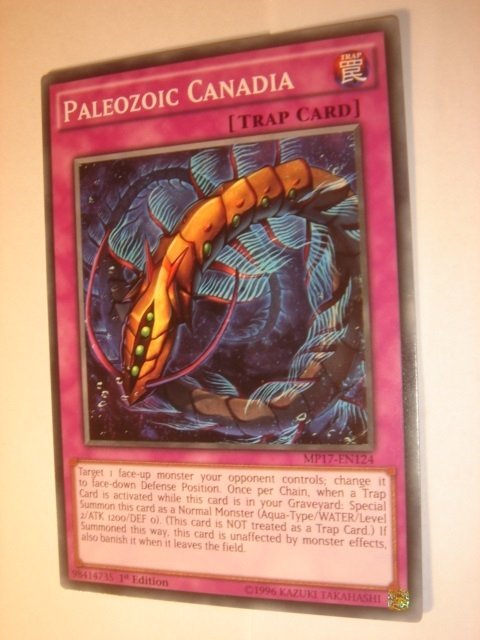 PALEOZOIC CANADIA
TRAP
罠
[TRAP CARD]
MP17-EN124
Target 1 face-up monster your opponent controls; change it
to face-down Defense Position. Once per Chain, when a Trap
Card is activated while this card is in your Graveyard: Special
Summon this card as a Normal Monster (Aqua-Type/WATER/Level
2/ATK 1200/DEF 0). (This card is NOT treated as a Trap Card.) If
Summoned this way, this card is unaffected by monster effects,
also banish it when it leaves the field.
98414735 1st Edition
©1996 KAZUKI TAKAHASHI